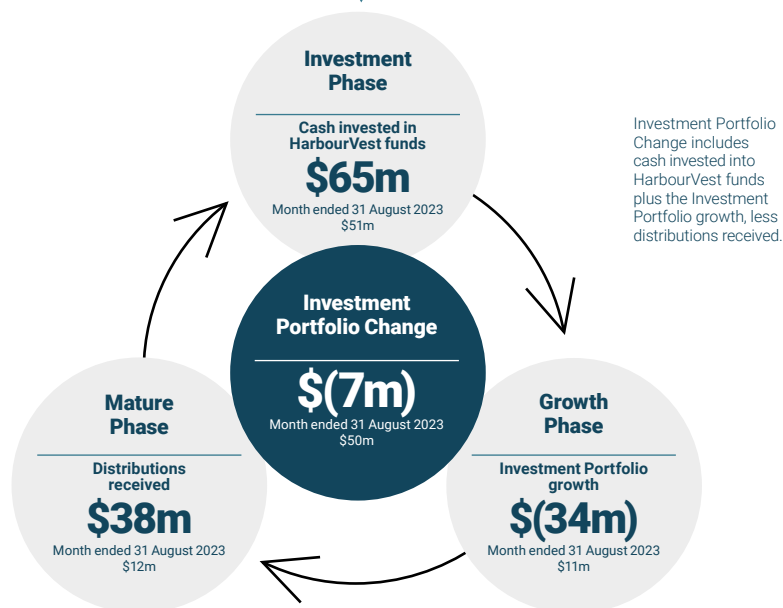 Investment
Phase
Cash invested in
HarbourVest funds
$65m
Month ended 31 August 2023
$51m
Investment Portfolio
Change includes
cash invested into
HarbourVest funds
plus the Investment
Portfolio growth, less
distributions received.
Investment
Portfolio Change
$(7m)
Month ended 31 August 2023
$50m
Mature
Phase
Distributions
received
$38m
Month ended 31 August 2023
$12m
Growth
Phase
Investment Portfolio
growth
$(34m)
Month ended 31 August 2023
$11m